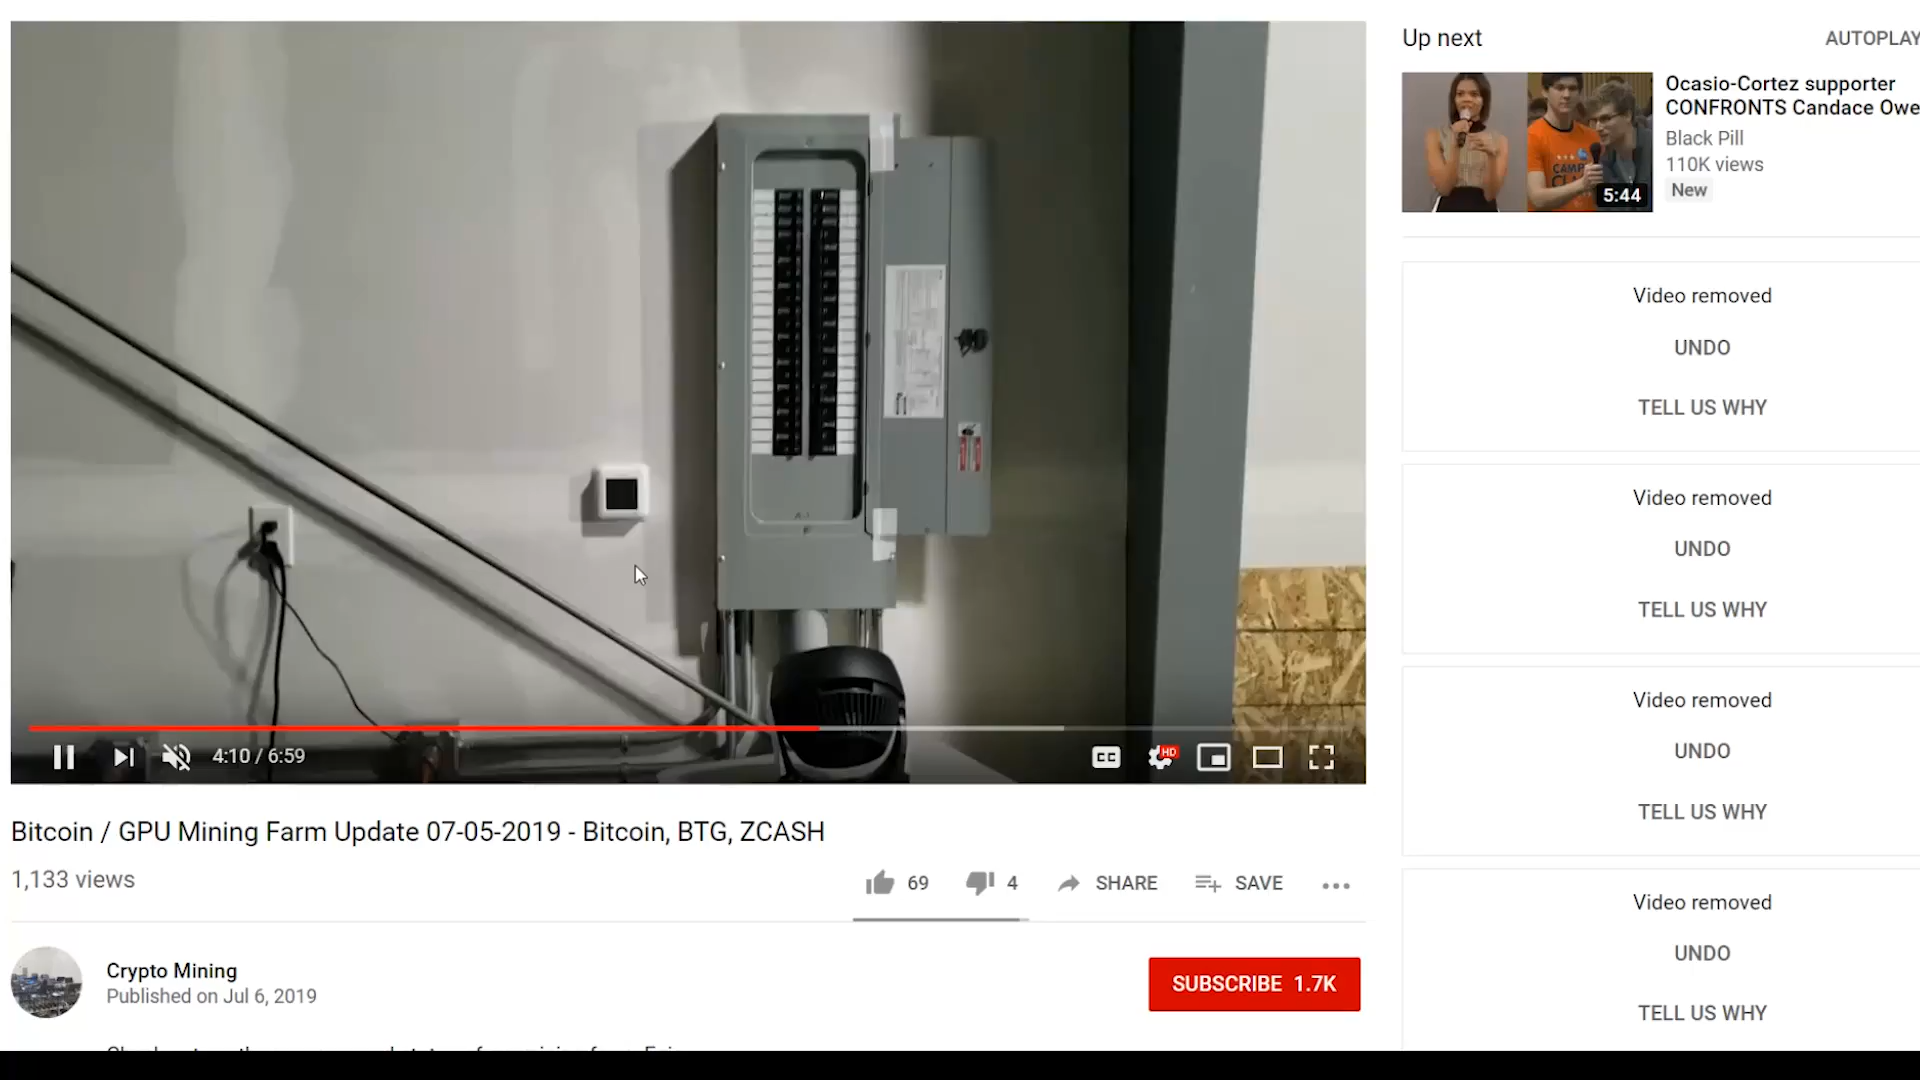 Up next
AUTOPLAY
Ocasio-Cortez supporter
CONFRONTS Candace Owe
Black Pill
110K views
New
5:44
Video removed
UNDO
TELL US WHY
Video removed
UNDO
TELL US WHY
Video removed
UNDO
TELL US WHY
Video removed
UNDO
TELL US WHY
4:10 / 6:59
CC
HD
Bitcoin / GPU Mining Farm Update 07-05-2019 - Bitcoin, BTG, ZCASH
1,133 views
69
4
SHARE
SAVE
Crypto Mining
Published on Jul 6, 2019
SUBSCRIBE 1.7K